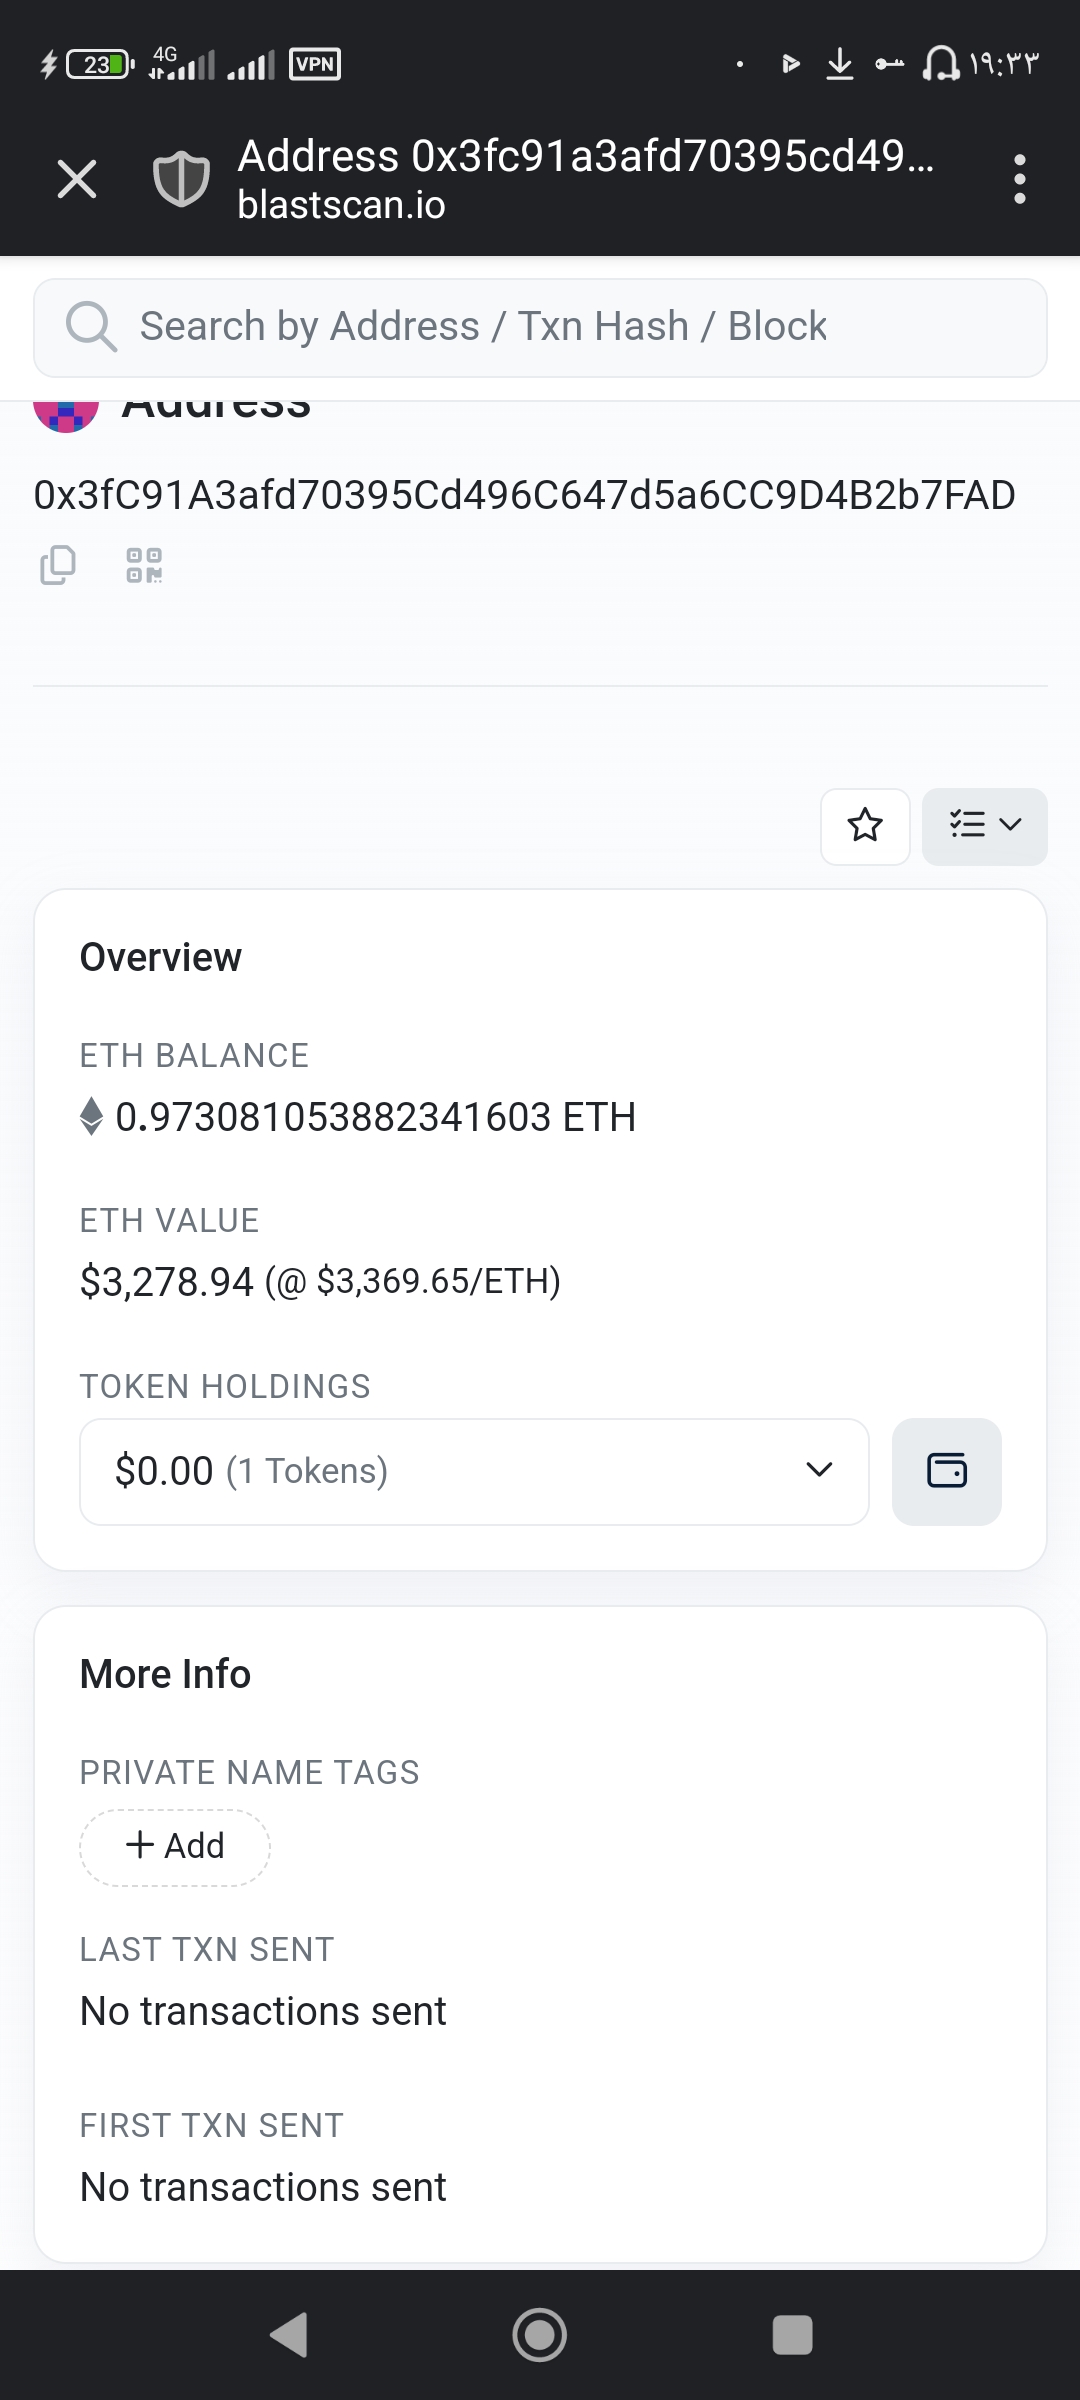 23
4G
VPN
١٩:٣٣
Address 0x3fc91a3afd70395cd49...
blastscan.io
Search by Address / Txn Hash / Block
Address
0x3fC91A3afd70395Cd496C647d5a6CC9D4B2b7FAD
Overview
ETH BALANCE
0.973081053882341603 ETH
ETH VALUE
$3,278.94 (@ $3,369.65/ETH)
TOKEN HOLDINGS
$0.00 (1 Tokens)
More Info
PRIVATE NAME TAGS
+ Add
LAST TXN SENT
No transactions sent
FIRST TXN SENT
No transactions sent